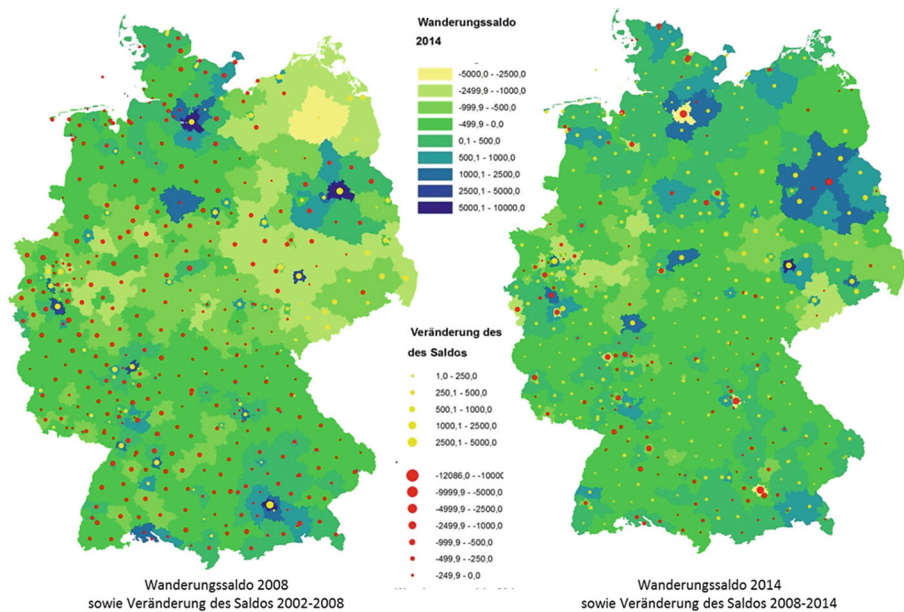 Wanderungssaldo
2014
-5000,0 - -2500,0
-2499,9 - -1000,0
-999,9 - -500,0
-499,9 - 0,0
0,1 - 500,0
500,1 - 1000,0
1000,1 - 2500,0
2500,1 - 5000,0
5000,1 - 10000,0
Veränderung des
des Saldos
1,0 - 250,0
250,1 - 500,0
500,1 - 1000,0
1000,1 - 2500,0
2500,1 - 5000,0
-12086,0 - -1000
-9999,9 - -5000,0
-4999,9 - -2500,0
-2499,9 - -1000,0
-999,9 - -500,0
-499,9 - -250,0
-249,9 - 0,0
Wanderungssaldo 2008
sowie Veränderung des Saldos 2002-2008
Wanderungssaldo 2014
sowie Veränderung des Saldos 2008-2014